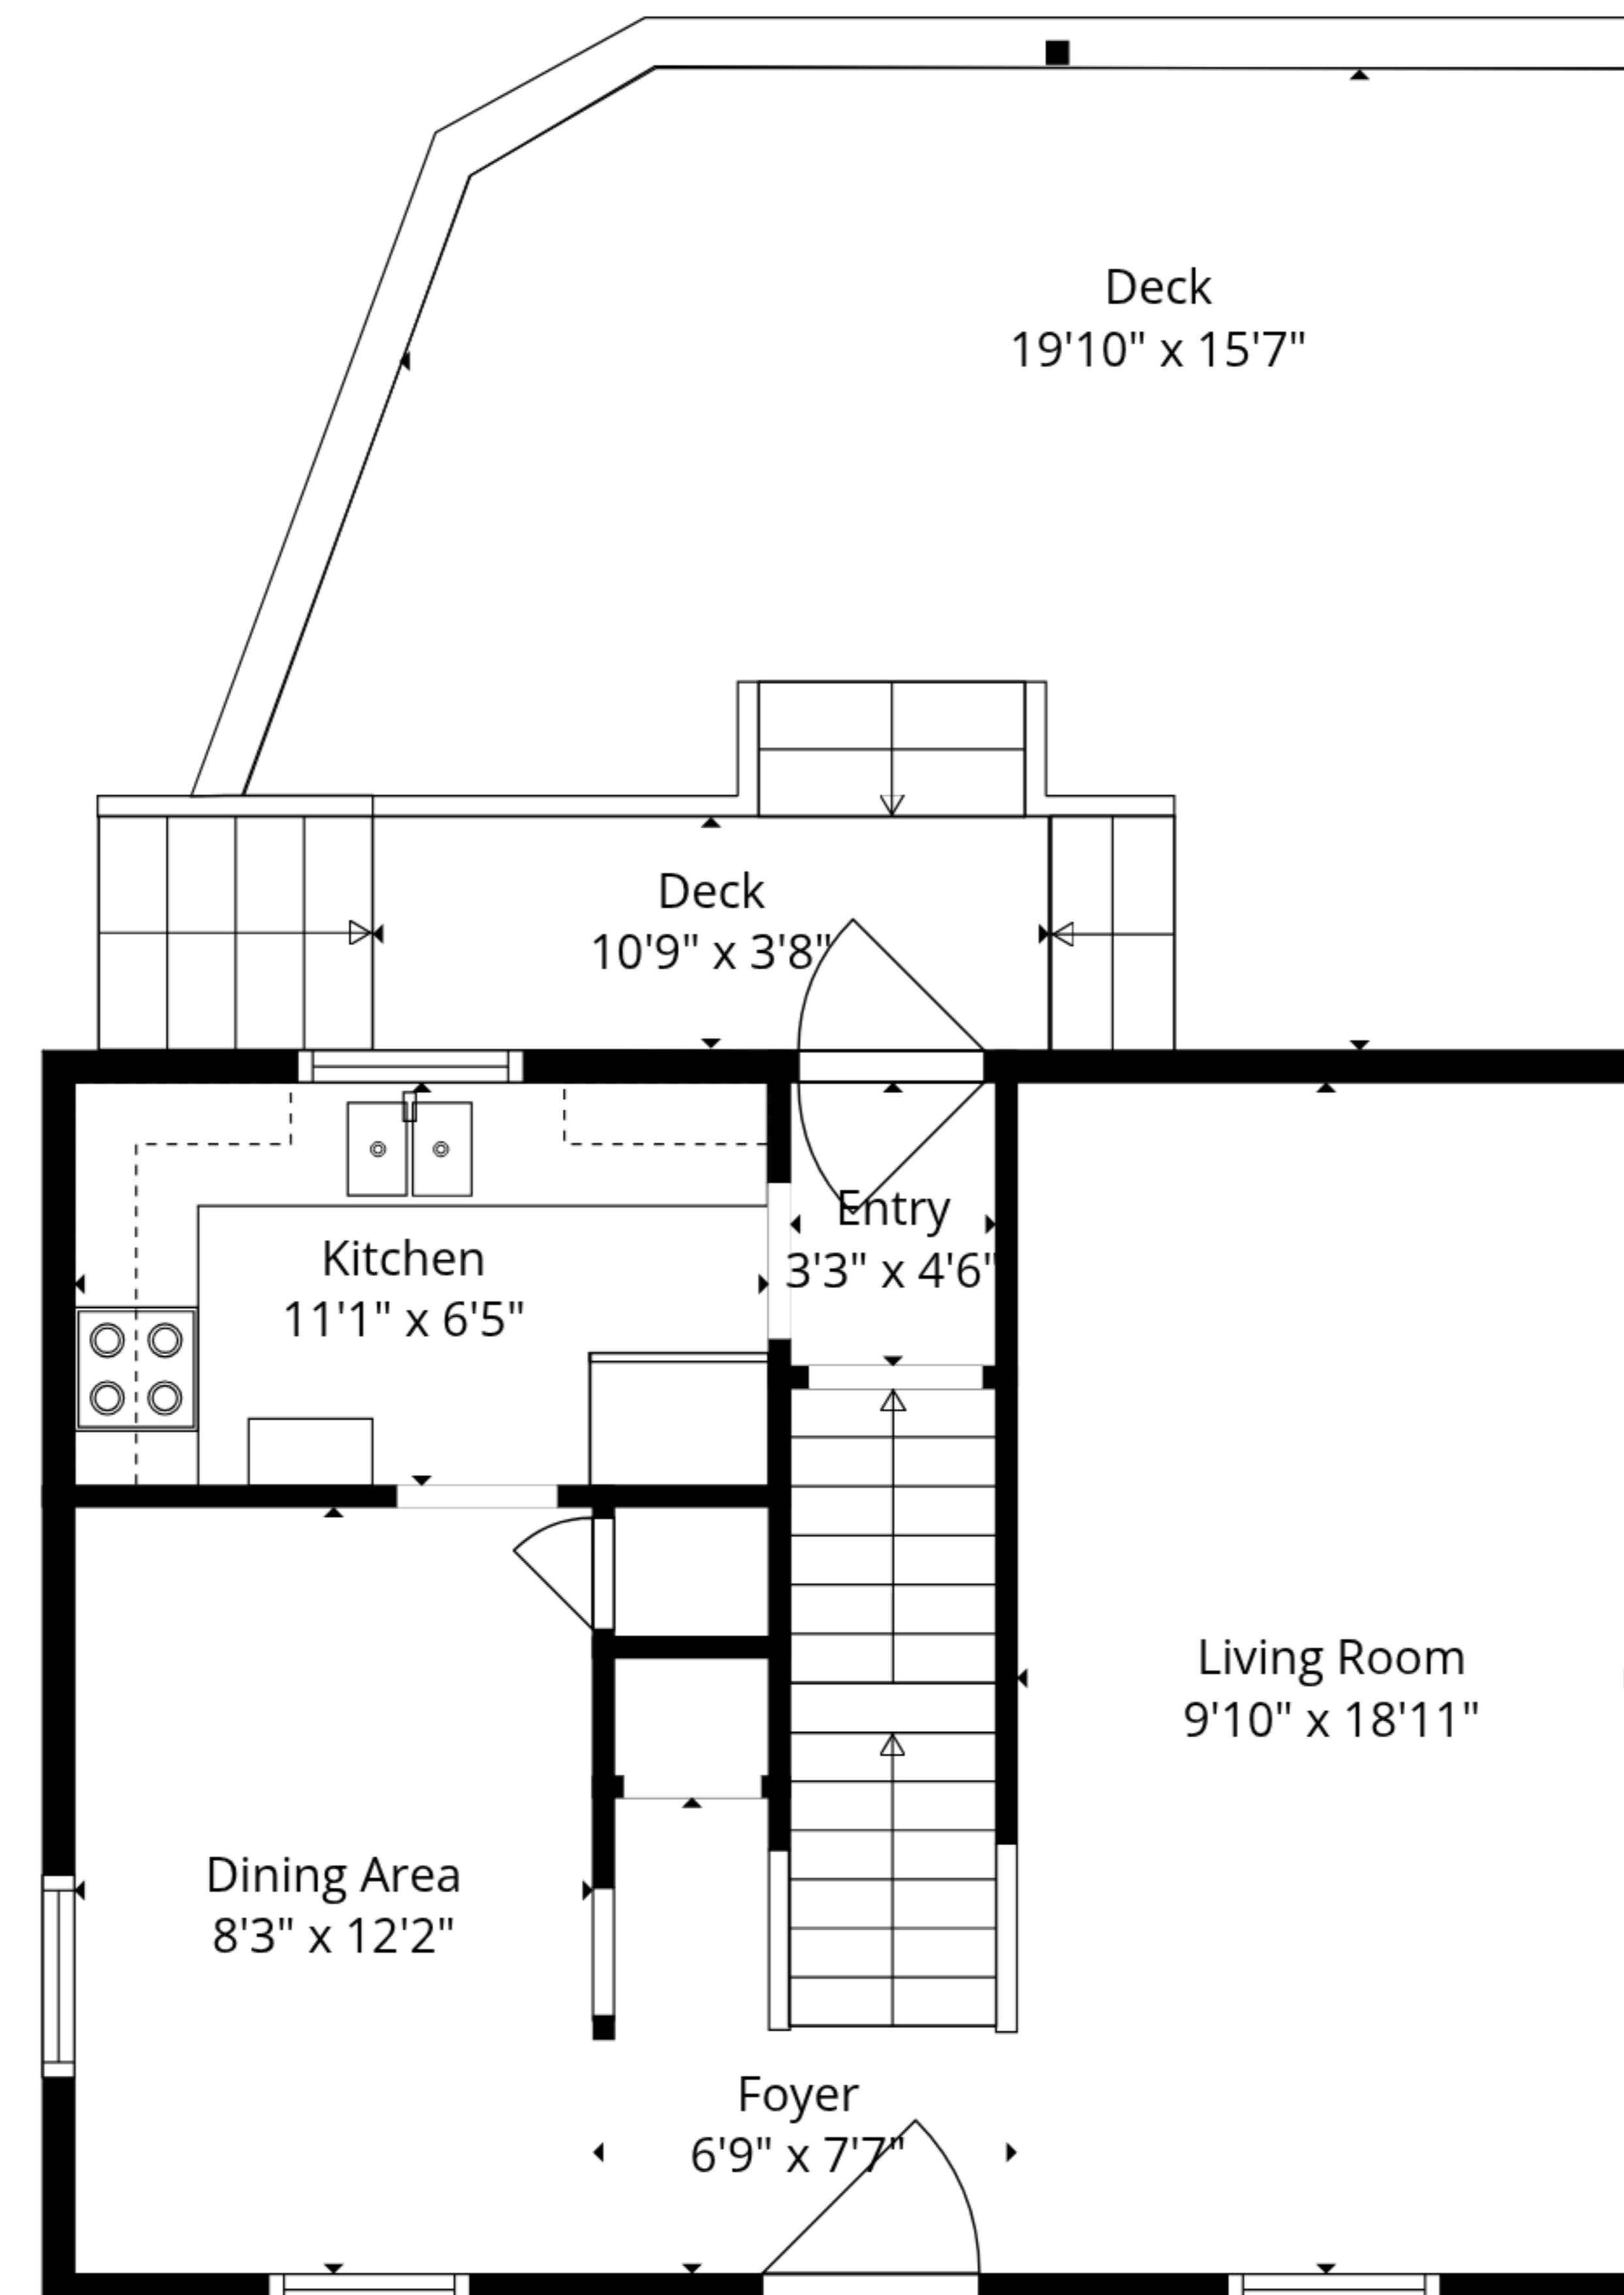 Deck
19'10" x 15'7"
Deck
10'9" x 3'8"
Entry
3'3" x 4'6"
Kitchen
11'1" x 6'5"
Living Room
9'10" x 18'11"
Dining Area
8'3" x 12'2"
Foyer
6'9" x 7'7"